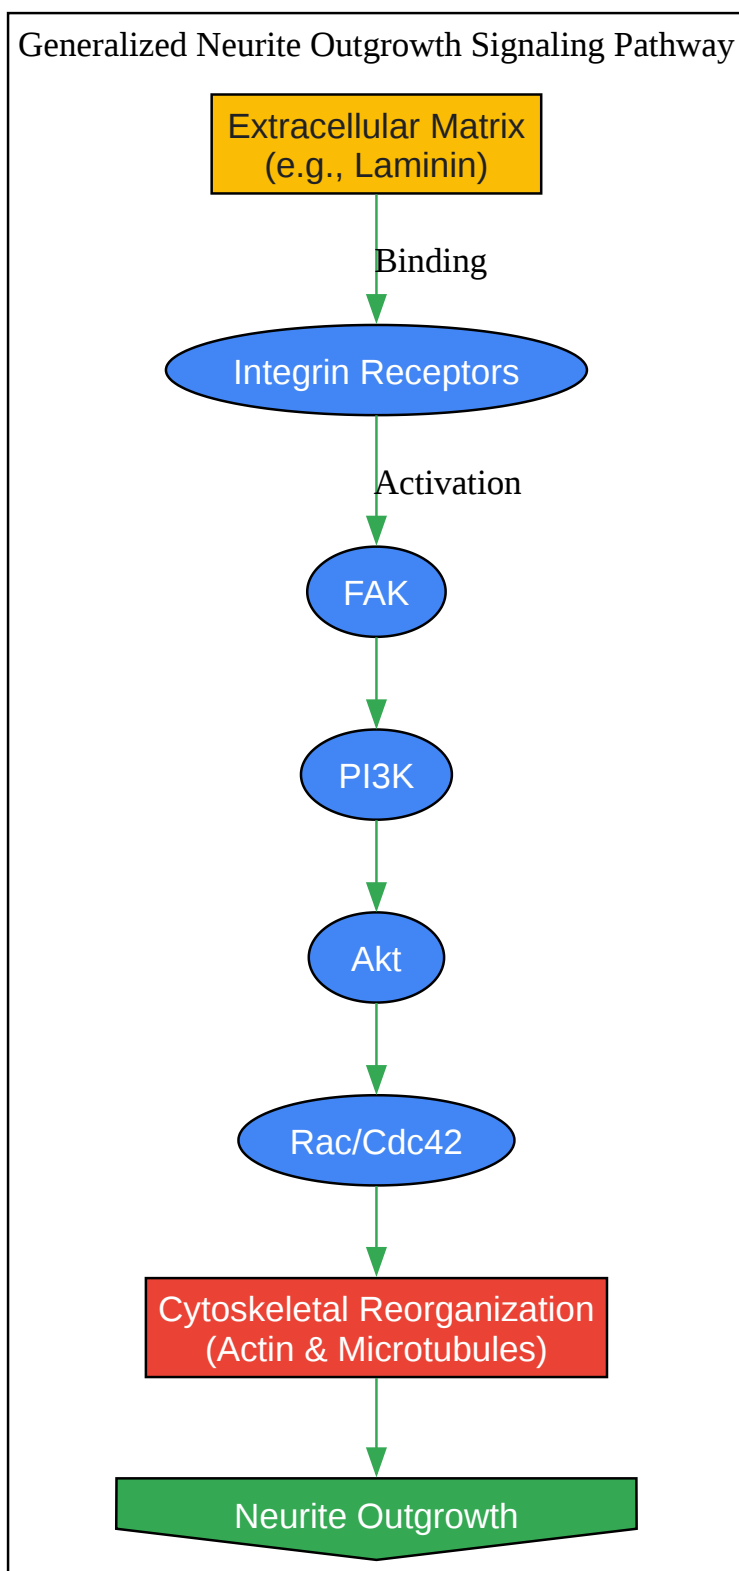 Generalized Neurite Outgrowth Signaling Pathway
Extracellular Matrix
(e.g., Laminin)
Binding
Integrin Receptors
Activation
FAK
PI3K
Akt
Rac/Cdc42
Cytoskeletal Reorganization
(Actin & Microtubules)
Neurite Outgrowth